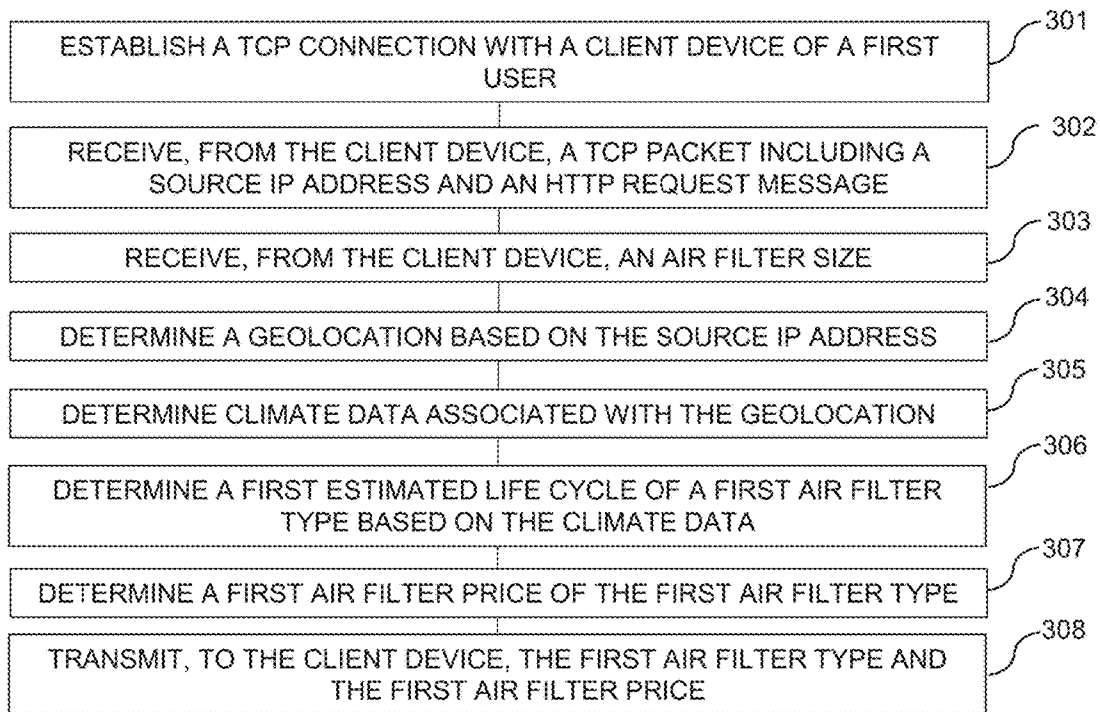 301
ESTABLISH A TCP CONNECTION WITH A CLIENT DEVICE OF A FIRST
USER
302
RECEIVE, FROM THE CLIENT DEVICE, A TCP PACKET INCLUDING A
SOURCE IP ADDRESS AND AN HTTP REQUEST MESSAGE
303
RECEIVE, FROM THE CLIENT DEVICE, AN AIR FILTER SIZE
304
DETERMINE A GEOLOCATION BASED ON THE SOURCE IP ADDRESS
305
DETERMINE CLIMATE DATA ASSOCIATED WITH THE GEOLOCATION
306
DETERMINE A FIRST ESTIMATED LIFE CYCLE OF A FIRST AIR FILTER
TYPE BASED ON THE CLIMATE DATA
307
DETERMINE A FIRST AIR FILTER PRICE OF THE FIRST AIR FILTER TYPE
308
TRANSMIT, TO THE CLIENT DEVICE, THE FIRST AIR FILTER TYPE AND
THE FIRST AIR FILTER PRICE